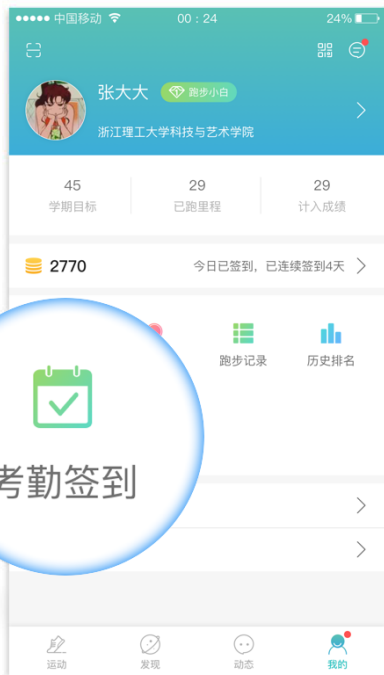 中国移动 00：24 24%
张大大 跑步小白
浙江理工大学科技与艺术学院
45 29 29
学期目标 已跑里程 计入成绩
2770 今日已签到，已连续签到4天
跑步记录 历史排名
考勤签到
运动 发现 动态 我的